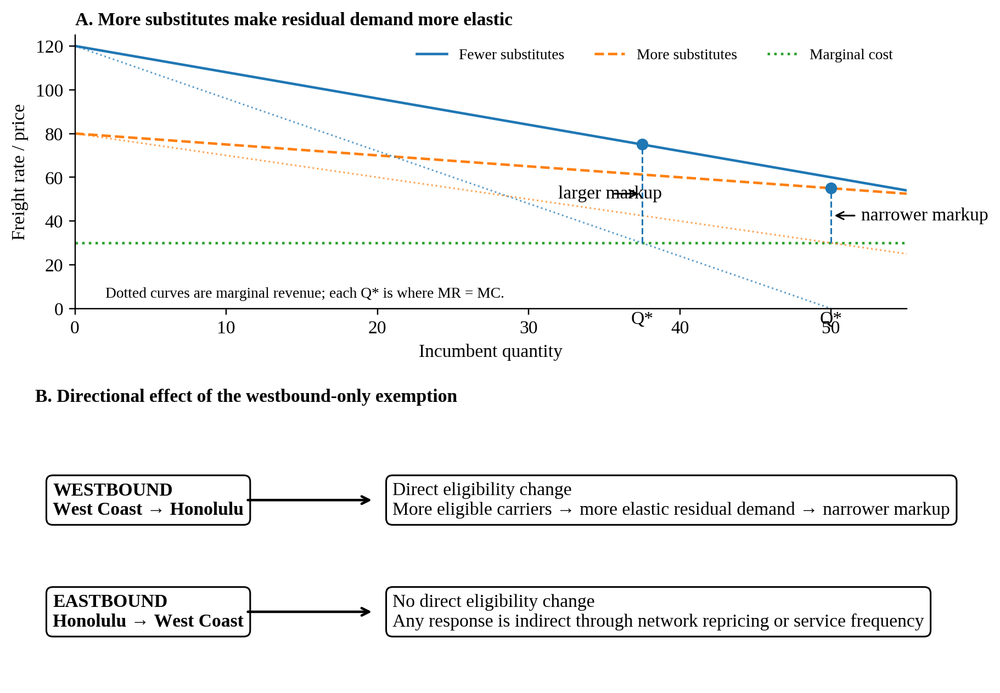 A. More substitutes make residual demand more elastic
Fewer substitutes
More substitutes
Marginal cost
Freight rate / price
120
100
80
60
40
20
0
larger markup
narrower markup
Dotted curves are marginal revenue; each Q* is where MR = MC.
Q*
Q*
0
10
20
30
40
50
Incumbent quantity
B. Directional effect of the westbound-only exemption
WESTBOUND
West Coast → Honolulu
Direct eligibility change
More eligible carriers → more elastic residual demand → narrower markup
EASTBOUND
Honolulu → West Coast
No direct eligibility change
Any response is indirect through network repricing or service frequency